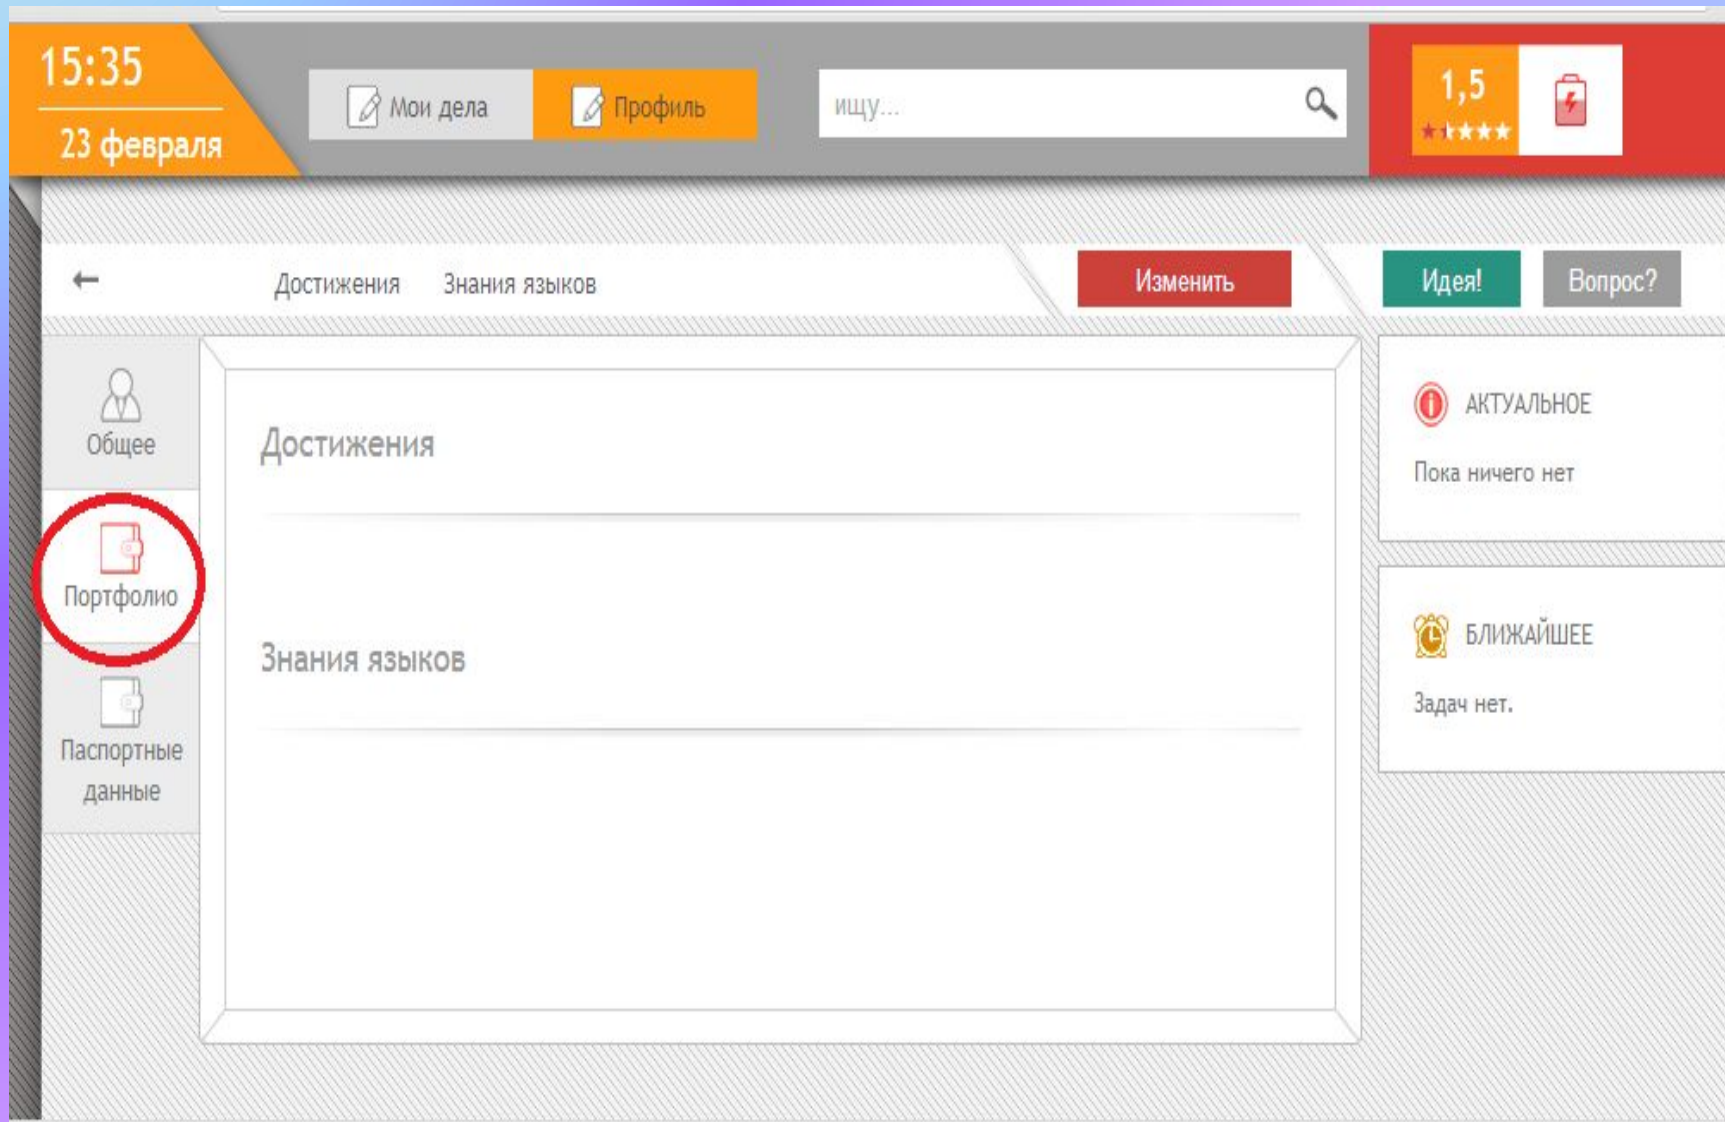 15:35
23 февраля
Мои дела
Профиль
ищу...
1,5
Достижения
Знания языков
Изменить
Идея!
Вопрос?
Общее
Портфолио
Паспортные
данные
Достижения
Знания языков
АКТУАЛЬНОЕ
Пока ничего нет
БЛИЖАЙШЕЕ
Задач нет.